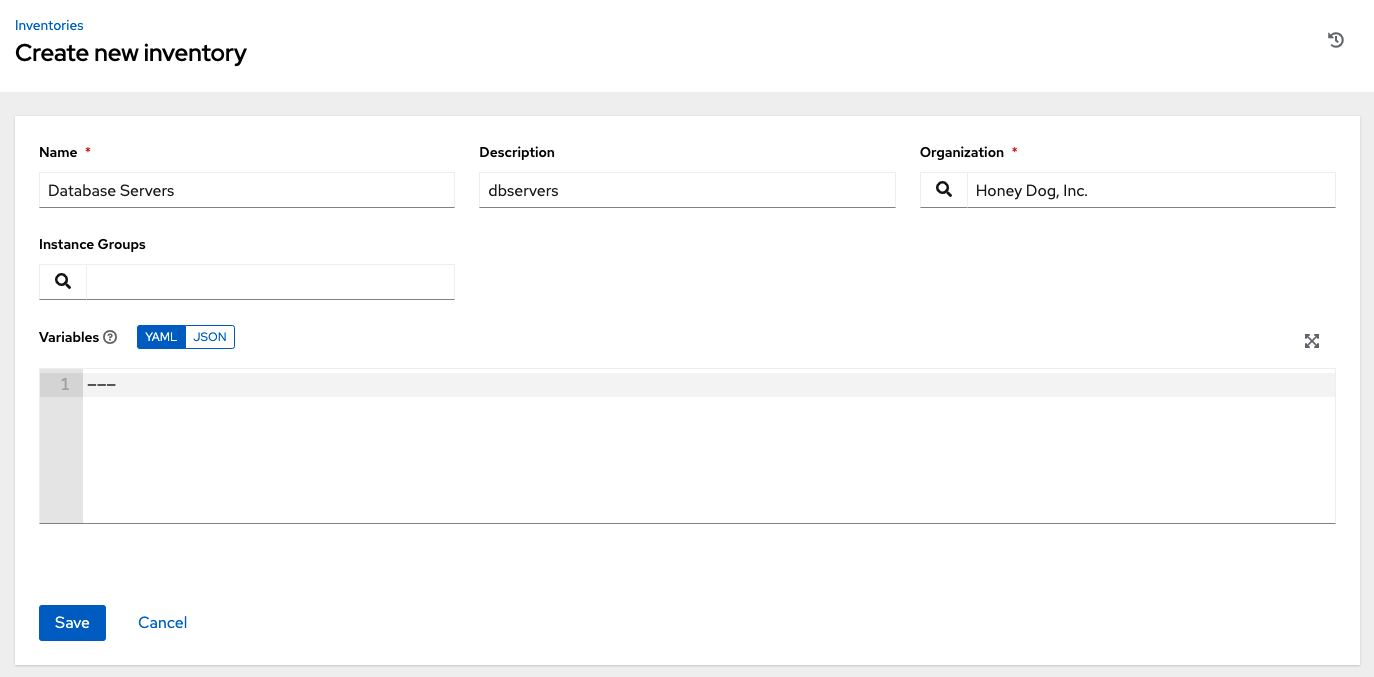 Inventories
Create new inventory
Name *
Description
Organization *
Database Servers
dbservers
Honey Dog, Inc.
Instance Groups
Variables ? YAML JSON
1 ---
Save Cancel